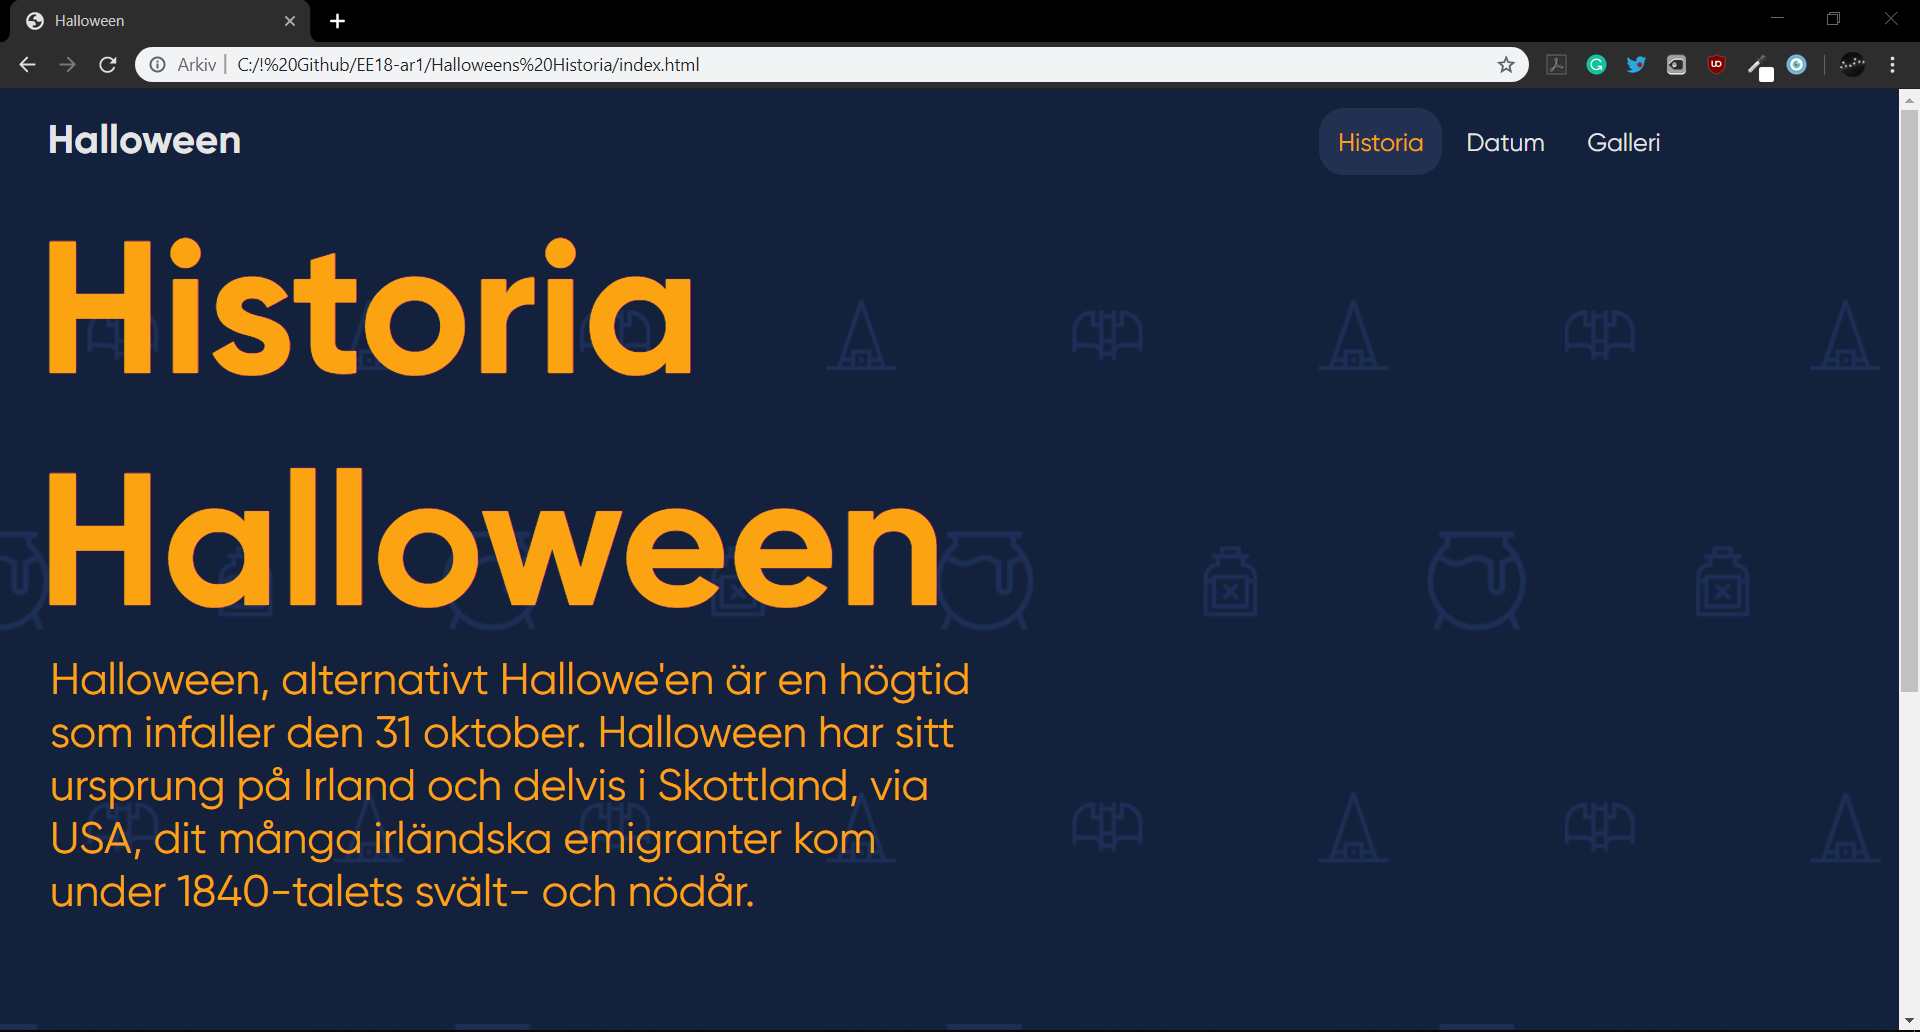 Halloween
Arkiv C:/!%20Github/EE18-ar1/Halloweens%20Historia/index.html
Halloween
Historia Datum Galleri
Historia
Halloween
Halloween, alternativt Hallowe'en är en högtid
som infaller den 31 oktober. Halloween har sitt
ursprung på Irland och delvis i Skottland, via
USA, dit många irländska emigranter kom
under 1840-talets svält- och nödår.